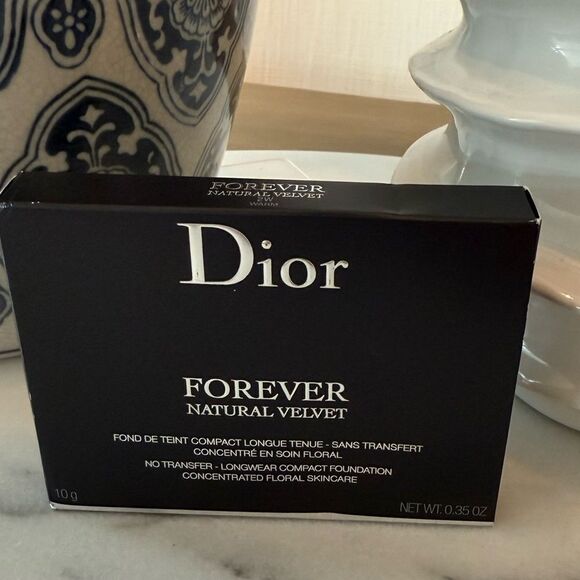 FOREVER
NATURAL VELVET
2W
WARM
Dior
FOREVER
NATURAL VELVET
FOND DE TEINT COMPACT LONGUE TENUE - SANS TRANSFERT
CONCENTRÉ EN SOIN FLORAL
NO TRANSFER - LONGWEAR COMPACT FOUNDATION
CONCENTRATED FLORAL SKINCARE
10 g
NET WT. 0.35 OZ